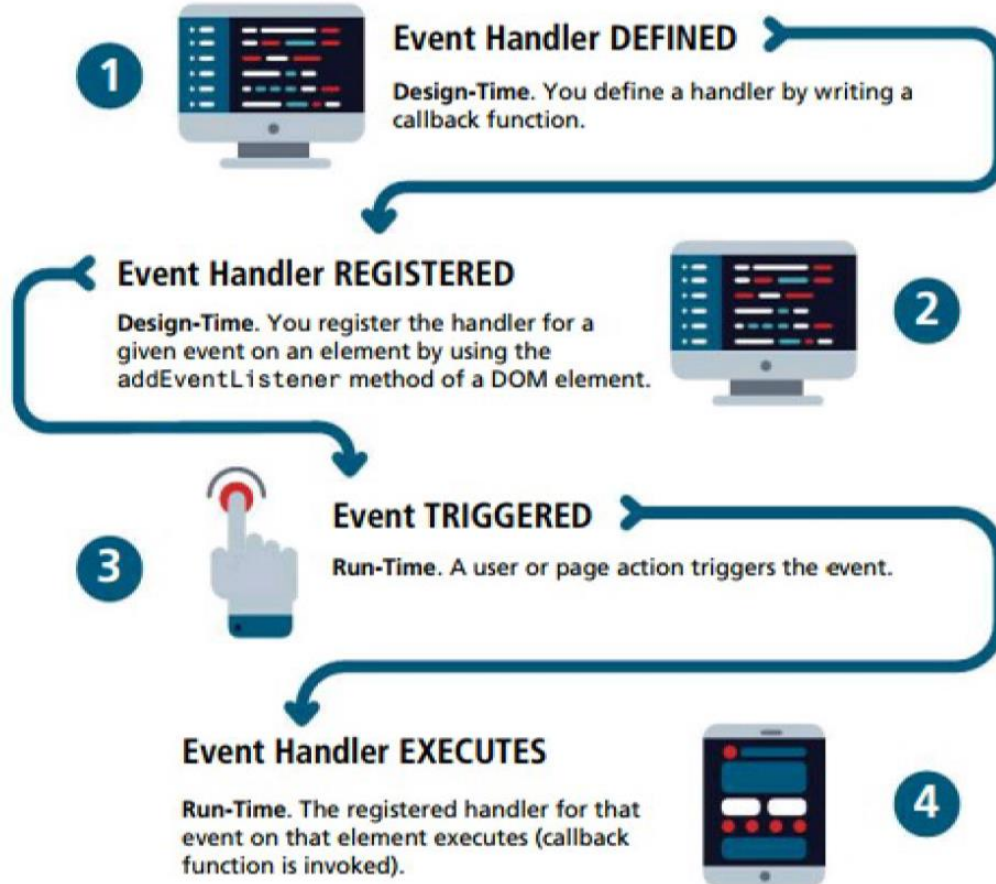 1
Event Handler DEFINED
Design-Time. You define a handler by writing a
callback function.
Event Handler REGISTERED
Design-Time. You register the handler for a
given event on an element by using the
addEventListener method of a DOM element.
2
3
Event TRIGGERED
Run-Time. A user or page action triggers the event.
Event Handler EXECUTES
Run-Time. The registered handler for that
event on that element executes (callback
function is invoked).
4